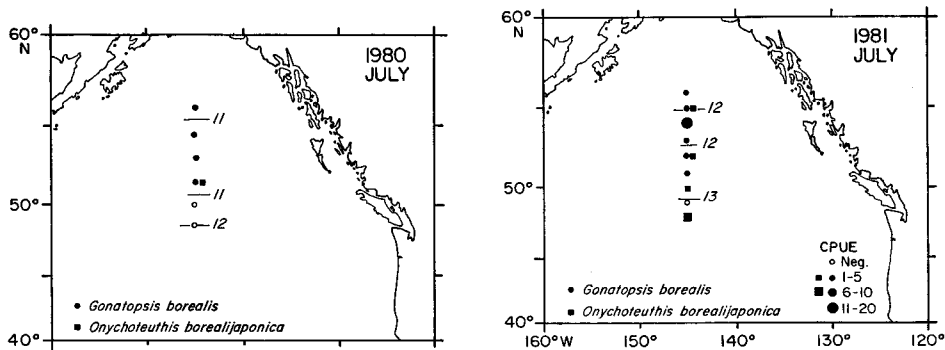 60°
N
1980
JULY
11
11
50°
12
• Gonatopsis borealis
■ Onychoteuthis borealijaponica
40°
60°
N
1981
JULY
12
12
50°
13
CPUE
Neg.
1-5
6-10
11-20
• Gonatopsis borealis
■ Onychoteuthis borealijaponica
40°
160°W 150° 140° 130° 120°